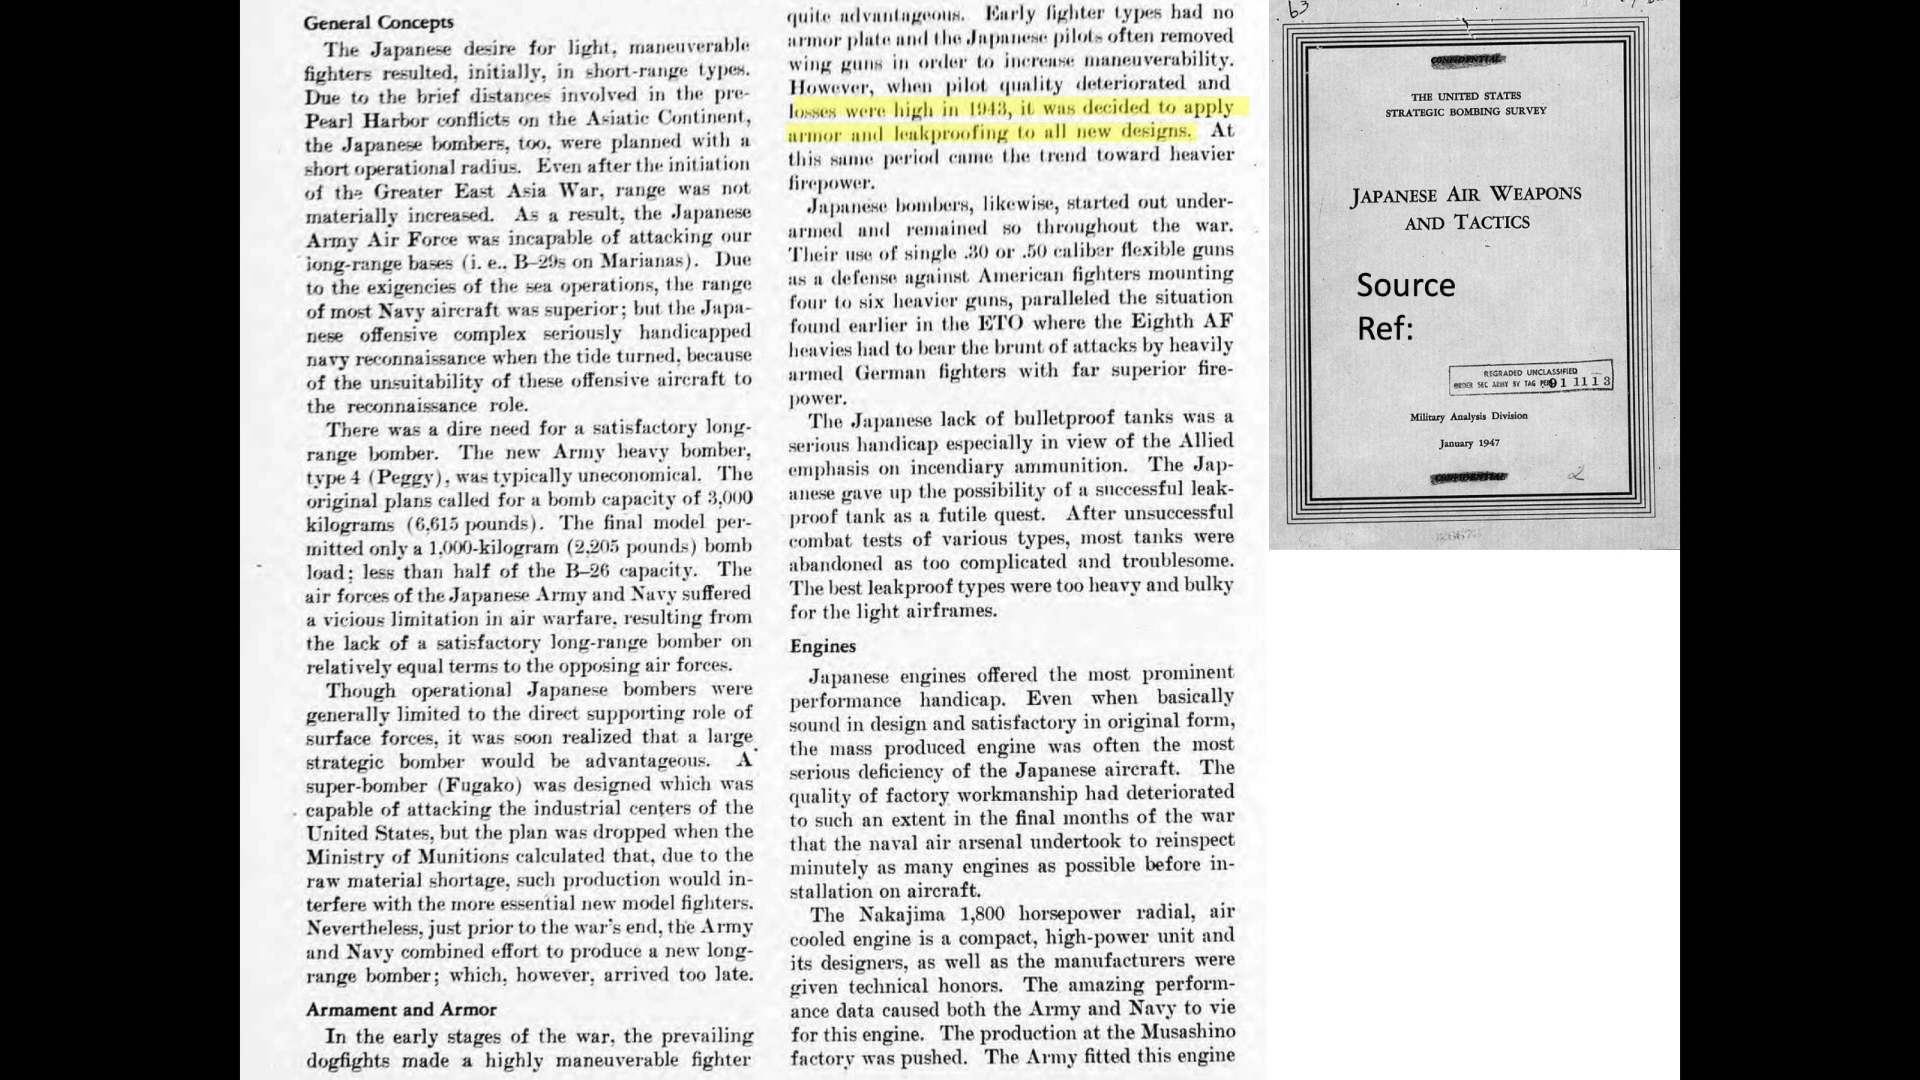 General Concepts
The Japanese desire for light, maneuverable
fighters resulted, initially, in short-range types.
Due to the brief distances involved in the pre-
Pearl Harbor conflicts on the Asiatic Continent,
the Japanese bombers, too, were planned with a
short operational radius. Even after the initiation
of the Greater East Asia War, range was not
materially increased. As a result, the Japanese
Army Air Force was incapable of attacking our
long-range bases (i. e., B-29s on Marianas). Due
to the exigencies of the sea operations, the range
of most Navy aircraft was superior; but the Japa-
nese offensive complex seriously handicapped
navy reconnaissance when the tide turned, because
of the unsuitability of these offensive aircraft to
the reconnaissance role.
There was a dire need for a satisfactory long-
range bomber. The new Army heavy bomber,
type 4 (Peggy), was typically uneconomical. The
original plans called for a bomb capacity of 3,000
kilograms (6,615 pounds). The final model per-
mitted only a 1,000-kilogram (2,205 pounds) bomb
load; less than half of the B-26 capacity. The
air forces of the Japanese Army and Navy suffered
a vicious limitation in air warfare, resulting from
the lack of a satisfactory long-range bomber on
relatively equal terms to the opposing air forces.
Though operational Japanese bombers were
generally limited to the direct supporting role of
surface forces, it was soon realized that a large
strategic bomber would be advantageous. A
super-bomber (Fugako) was designed which was
capable of attacking the industrial centers of the
United States, but the plan was dropped when the
Ministry of Munitions calculated that, due to the
raw material shortage, such production would in-
terfere with the more essential new model fighters.
Nevertheless, just prior to the war's end, the Army
and Navy combined effort to produce a new long-
range bomber; which, however, arrived too late.
Armament and Armor
In the early stages of the war, the prevailing
dogfights made a highly maneuverable fighter
quite advantageous. Early fighter types had no
armor plate and the Japanese pilots often removed
wing guns in order to increase maneuverability.
However, when pilot quality deteriorated and
losses were high in 1943, it was decided to apply
armor and leakproofing to all new designs. At
this same period came the trend toward heavier
firepower.
Japanese bombers, likewise, started out under-
armed and remained so throughout the war.
Their use of single .30 or .50 caliber flexible guns
as a defense against American fighters mounting
four to six heavier guns, paralleled the situation
found earlier in the ETO where the Eighth AF
heavies had to bear the brunt of attacks by heavily
armed German fighters with far superior fire-
power.
The Japanese lack of bulletproof tanks was a
serious handicap especially in view of the Allied
emphasis on incendiary ammunition. The Jap-
anese gave up the possibility of a successful leak-
proof tank as a futile quest. After unsuccessful
combat tests of various types, most tanks were
abandoned as too complicated and troublesome.
The best leakproof types were too heavy and bulky
for the light airframes.
Engines
Japanese engines offered the most prominent
performance handicap. Even when basically
sound in design and satisfactory in original form,
the mass produced engine was often the most
serious deficiency of the Japanese aircraft. The
quality of factory workmanship had deteriorated
to such an extent in the final months of the war
that the naval air arsenal undertook to reinspect
minutely as many engines as possible before in-
stallation on aircraft.
The Nakajima 1,800 horsepower radial, air
cooled engine is a compact, high-power unit and
its designers, as well as the manufacturers were
given technical honors. The amazing perform-
ance data caused both the Army and Navy to vie
for this engine. The production at the Musashino
factory was pushed. The Army fitted this engine
63
CONFIDENTIAL
THE UNITED STATES
STRATEGIC BOMBING SURVEY
JAPANESE AIR WEAPONS
AND TACTICS
Source
Ref:
REGRADED UNCLASSIFIED
ORDER SEC ARMY BY TAG PER 91 1113
Military Analysis Division
January 1947
CONFIDENTIAL
2